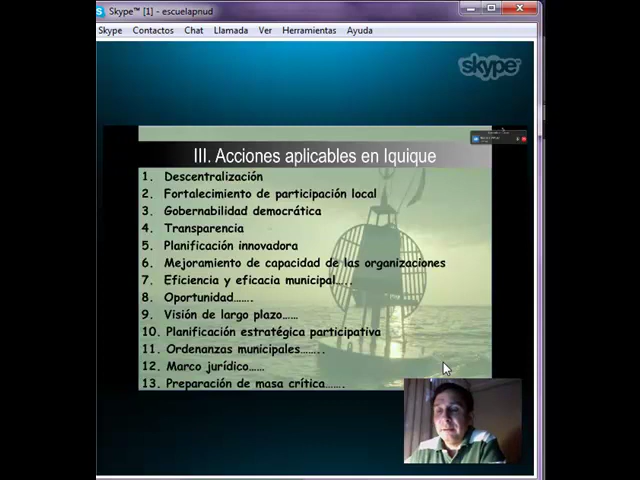 Skype™ [1] - escuelapnud
Skype Contactos Chat Llamada Ver Herramientas Ayuda
skype
III. Acciones aplicables en Iquique
1. Descentralización
2. Fortalecimiento de participación local
3. Gobernabilidad democrática
4. Transparencia
5. Planificación innovadora
6. Mejoramiento de capacidad de las organizaciones
7. Eficiencia y eficacia municipal.....
8. Oportunidad.......
9. Visión de largo plazo......
10. Planificación estratégica participativa
11. Ordenanzas municipales........
12. Marco jurídico......
13. Preparación de masa crítica.......